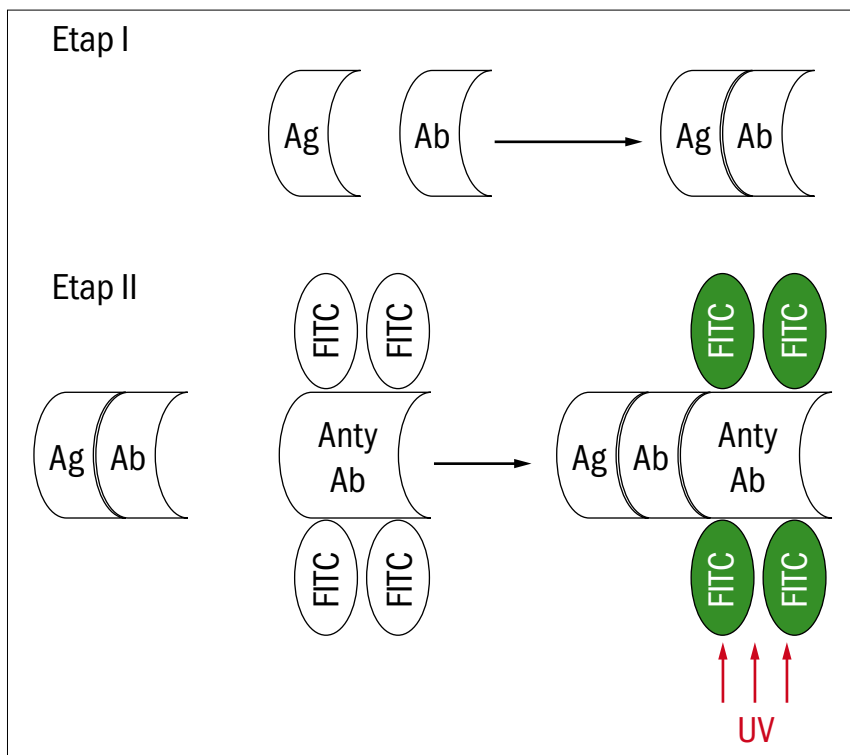 Etap I
Ag
Ab
Ag
Ab
Etap II
FITC
FITC
FITC
FITC
Ag
Ab
Anty
Ab
Ag
Ab
Anty
Ab
FITC
FITC
FITC
FITC
UV